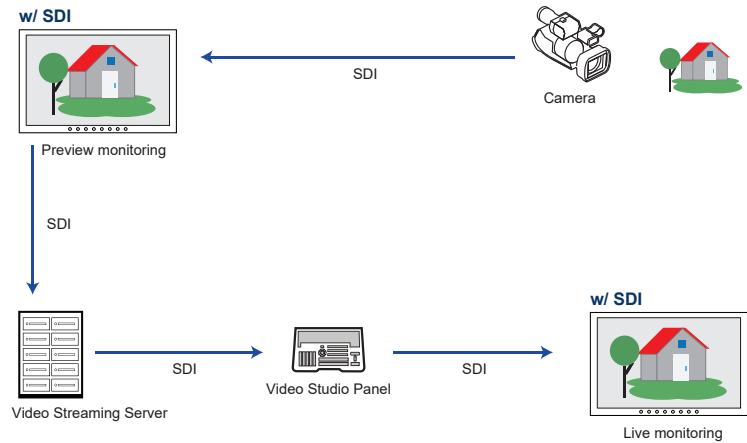 w/ SDI
SDI
Camera
Preview monitoring
SDI
w/ SDI
SDI
SDI
Video Studio Panel
Video Streaming Server
Live monitoring